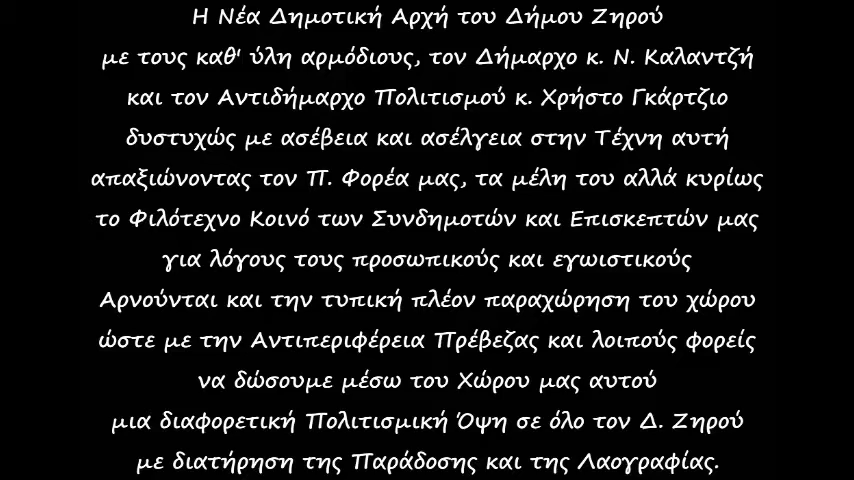 Η Νέα Δημοτική Αρχή του Δήμου Ζηρού
με τους καθ' ύλη αρμόδιους, τον Δήμαρχο κ. Ν. Καλαντζή
και τον Αντιδήμαρχο Πολιτισμού κ. Χρήστο Γκάρτζιο
δυστυχώς με ασέβεια και ασέλγεια στην Τέχνη αυτή
απαξιώνοντας τον Π. Φορέα μας, τα μέλη του αλλά κυρίως
το Φιλότεχνο Κοινό των Συνδημοτών και Επισκεπτών μας
για λόγους τους προσωπικούς και εγωιστικούς
Αρνούνται και την τυπική πλέον παραχώρηση του χώρου
ώστε με την Αντιπεριφέρεια Πρέβεζας και λοιπούς φορείς
να δώσουμε μέσω του Χώρου μας αυτού
μια διαφορετική Πολιτισμική Όψη σε όλο τον Δ. Ζηρού
με διατήρηση της Παράδοσης και της Λαογραφίας.